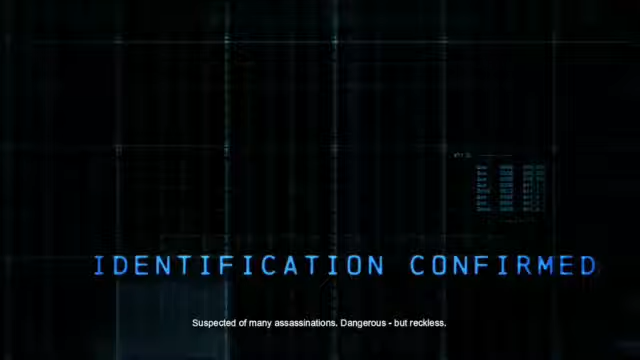 IDENTIFICATION CONFIRMED
Suspected of many assassinations. Dangerous - but reckless.